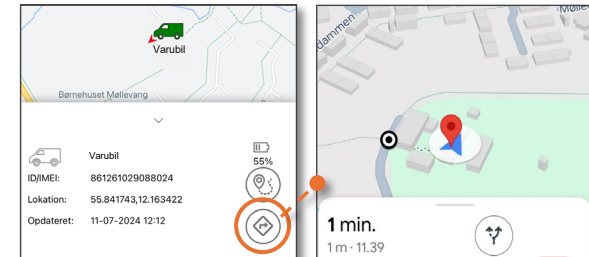 Varubil
Børnehuset Møllevang
Varubil
55%
ID/IMEI: 861261029088024
Lokation: 55.841743,12.163422
Opdateret: 11-07-2024 12:12
dammen
Mølle
1 min.
1 m · 11.39